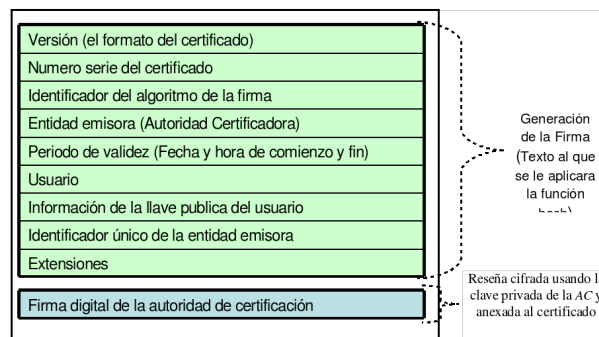 Versión (el formato del certificado)
Numero serie del certificado
Identificador del algoritmo de la firma
Entidad emisora (Autoridad Certificadora)
Periodo de validez (Fecha y hora de comienzo y fin)
Usuario
Información de la llave publica del usuario
Identificador único de la entidad emisora
Extensiones
Firma digital de la autoridad de certificación
Generación
de la Firma
(Texto al que
se le aplicara
la función
Reseña cifrada usando
clave privada de la AC y
anexada al certificado